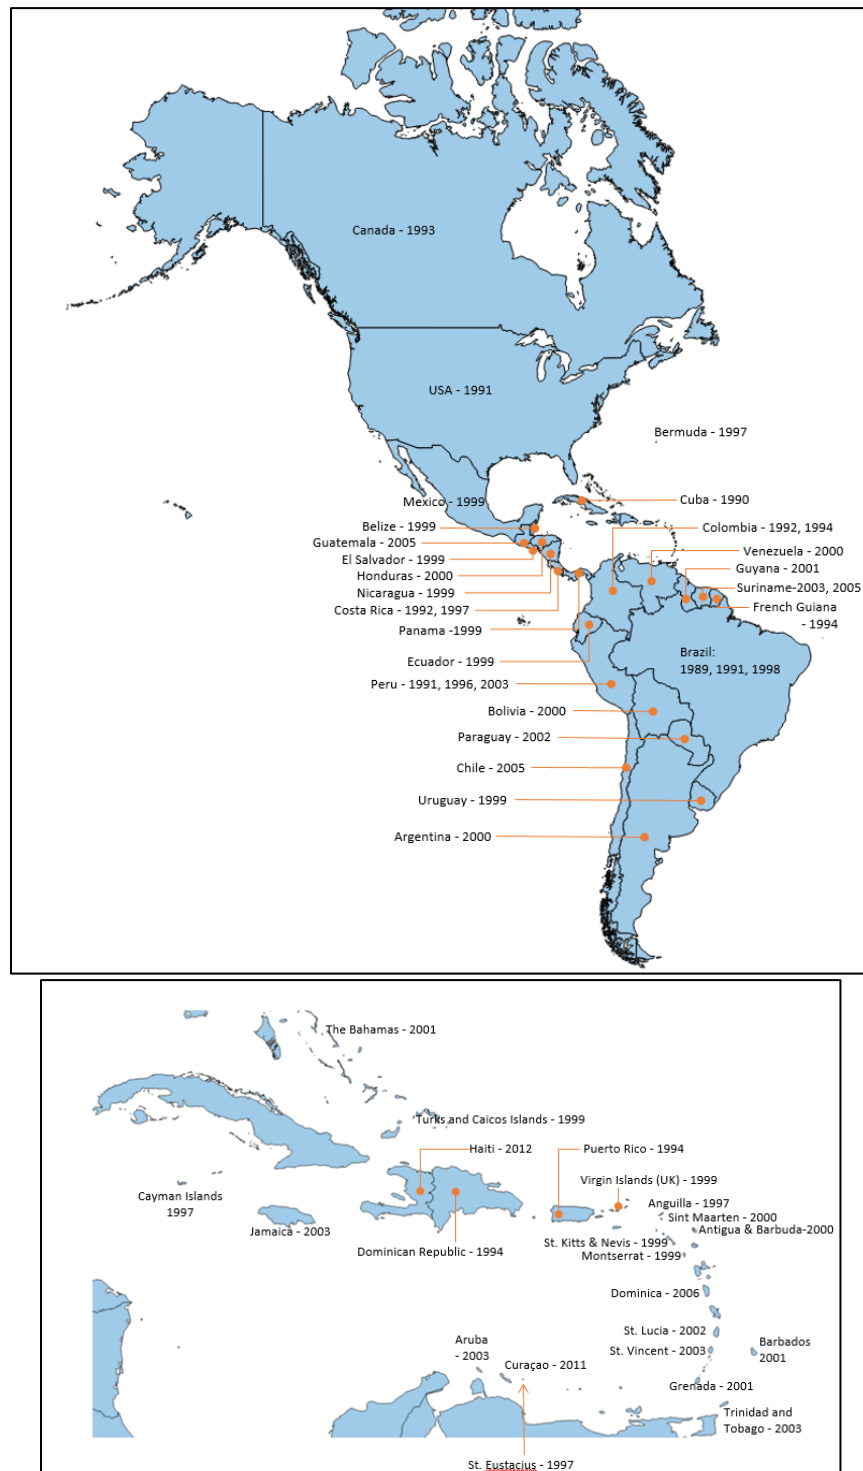 Canada - 1993
USA - 1991
Bermuda - 1997
Mexico - 1999
Cuba - 1990
Belize - 1999
Colombia - 1992, 1994
Guatemala - 2005
Venezuela - 2000
El Salvador - 1999
Guyana - 2001
Honduras - 2000
Suriname-2003, 2005
Nicaragua - 1999
French Guiana
- 1994
Costa Rica - 1992, 1997
Panama -1999
Brazil:
1989, 1991, 1998
Ecuador - 1999
Peru - 1991, 1996, 2003
Bolivia - 2000
Paraguay - 2002
Chile - 2005
Uruguay - 1999
Argentina - 2000
The Bahamas - 2001
Turks and Caicos Islands - 1999
Haiti - 2012
Puerto Rico - 1994
Virgin Islands (UK) - 1999
Cayman Islands
1997
Anguilla - 1997
Sint Maarten - 2000
Antigua & Barbuda-2000
Jamaica - 2003
St. Kitts & Nevis - 1999
Dominican Republic - 1994
Montserrat - 1999
Dominica - 2006
St. Lucia - 2002
Barbados
2001
St. Vincent - 2003
Aruba
- 2003
Curaçao - 2011
Grenada - 2001
Trinidad and
Tobago - 2003
St. Eustacius - 1997